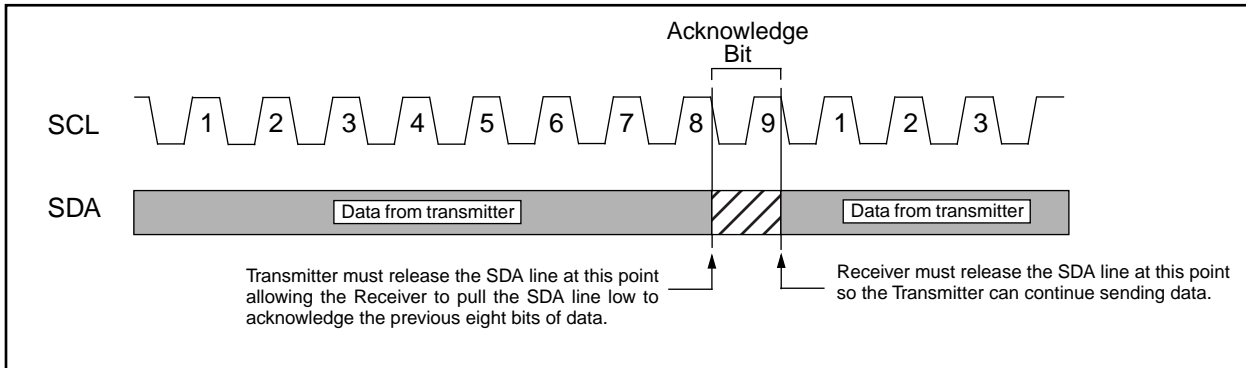 Acknowledge
Bit
SCL
1 2 3 4 5 6 7 8 9 1 2 3
SDA
Data from transmitter
Data from transmitter
Transmitter must release the SDA line at this point
allowing the Receiver to pull the SDA line low to
acknowledge the previous eight bits of data.
Receiver must release the SDA line at this point
so the Transmitter can continue sending data.